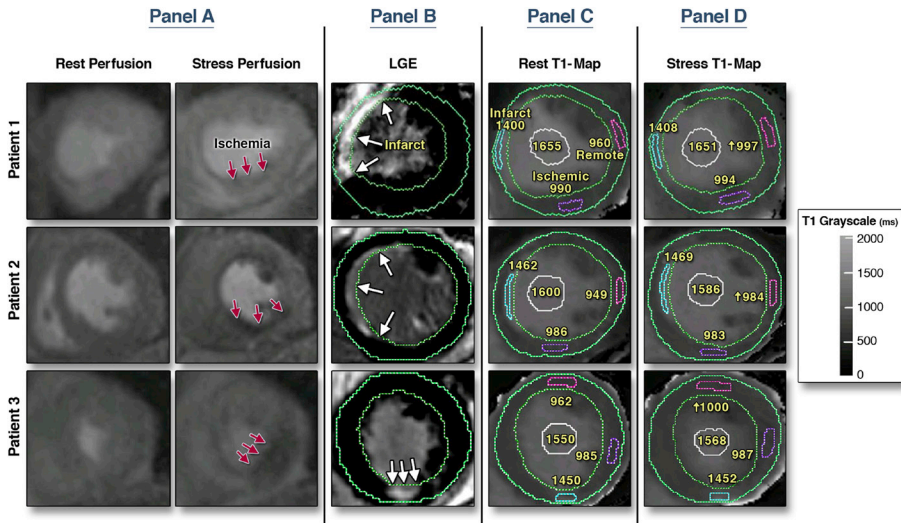 Panel A
Panel B
Panel C
Panel D
Rest Perfusion
Stress Perfusion
LGE
Rest T1-Map
Stress T1-Map
Patient 1
Ischemia
Infarct
Infarct
1400
1655
960
Remote
Ischemic
990
1408
1651
↑997
994
T1 Grayscale (ms)
2000
1500
1000
500
0
Patient 2
1462
1600
949
986
1469
1586
↑984
983
Patient 3
962
1550
985
1450
↑1000
1568
987
1452